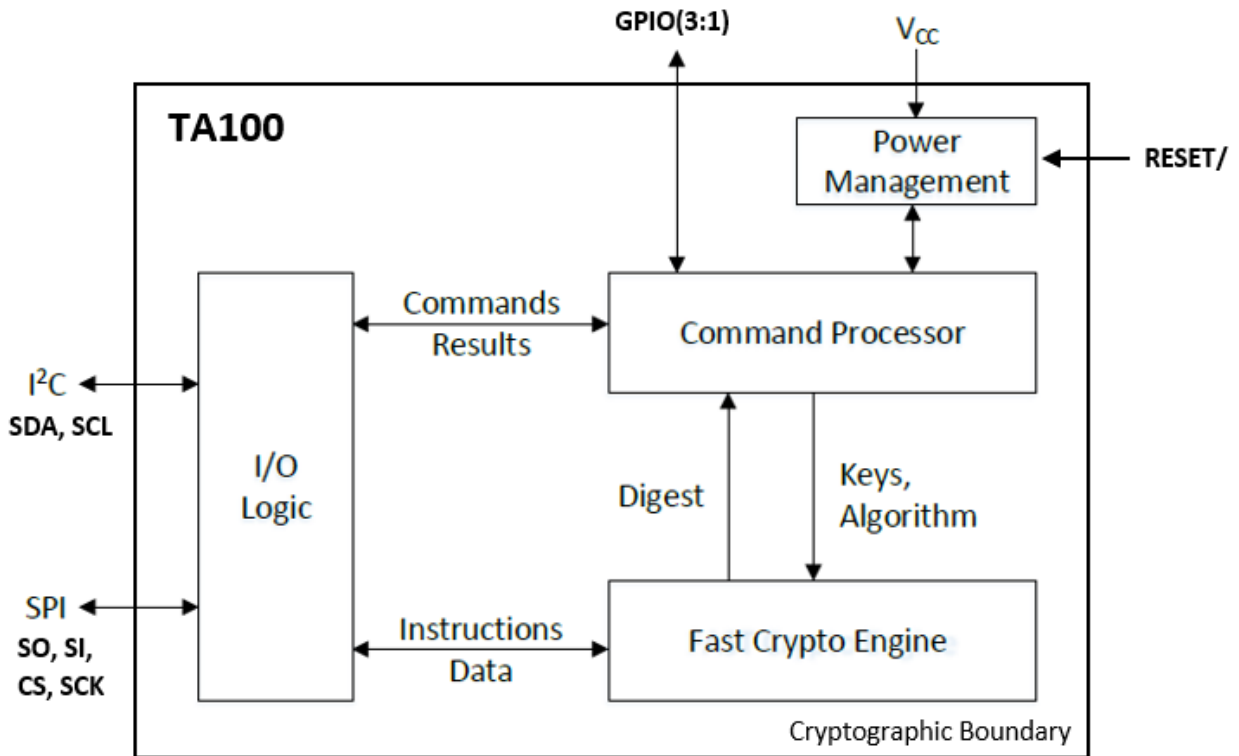 GPIO(3:1)
V_CC
TA100
Power
Management
RESET/
Commands
Results
Command Processor
I²C
SDA, SCL
I/O
Logic
Digest
Keys,
Algorithm
SPI
SO, SI,
CS, SCK
Instructions
Data
Fast Crypto Engine
Cryptographic Boundary